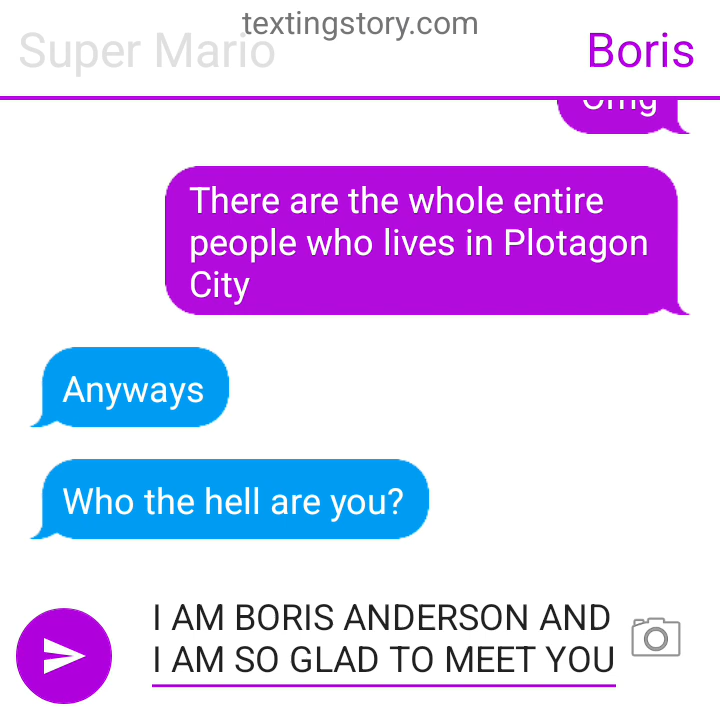 textingstory.com
Super Mario
Boris
Omg
There are the whole entire
people who lives in Plotagon
City
Anyways
Who the hell are you?
I AM BORIS ANDERSON AND
I AM SO GLAD TO MEET YOU